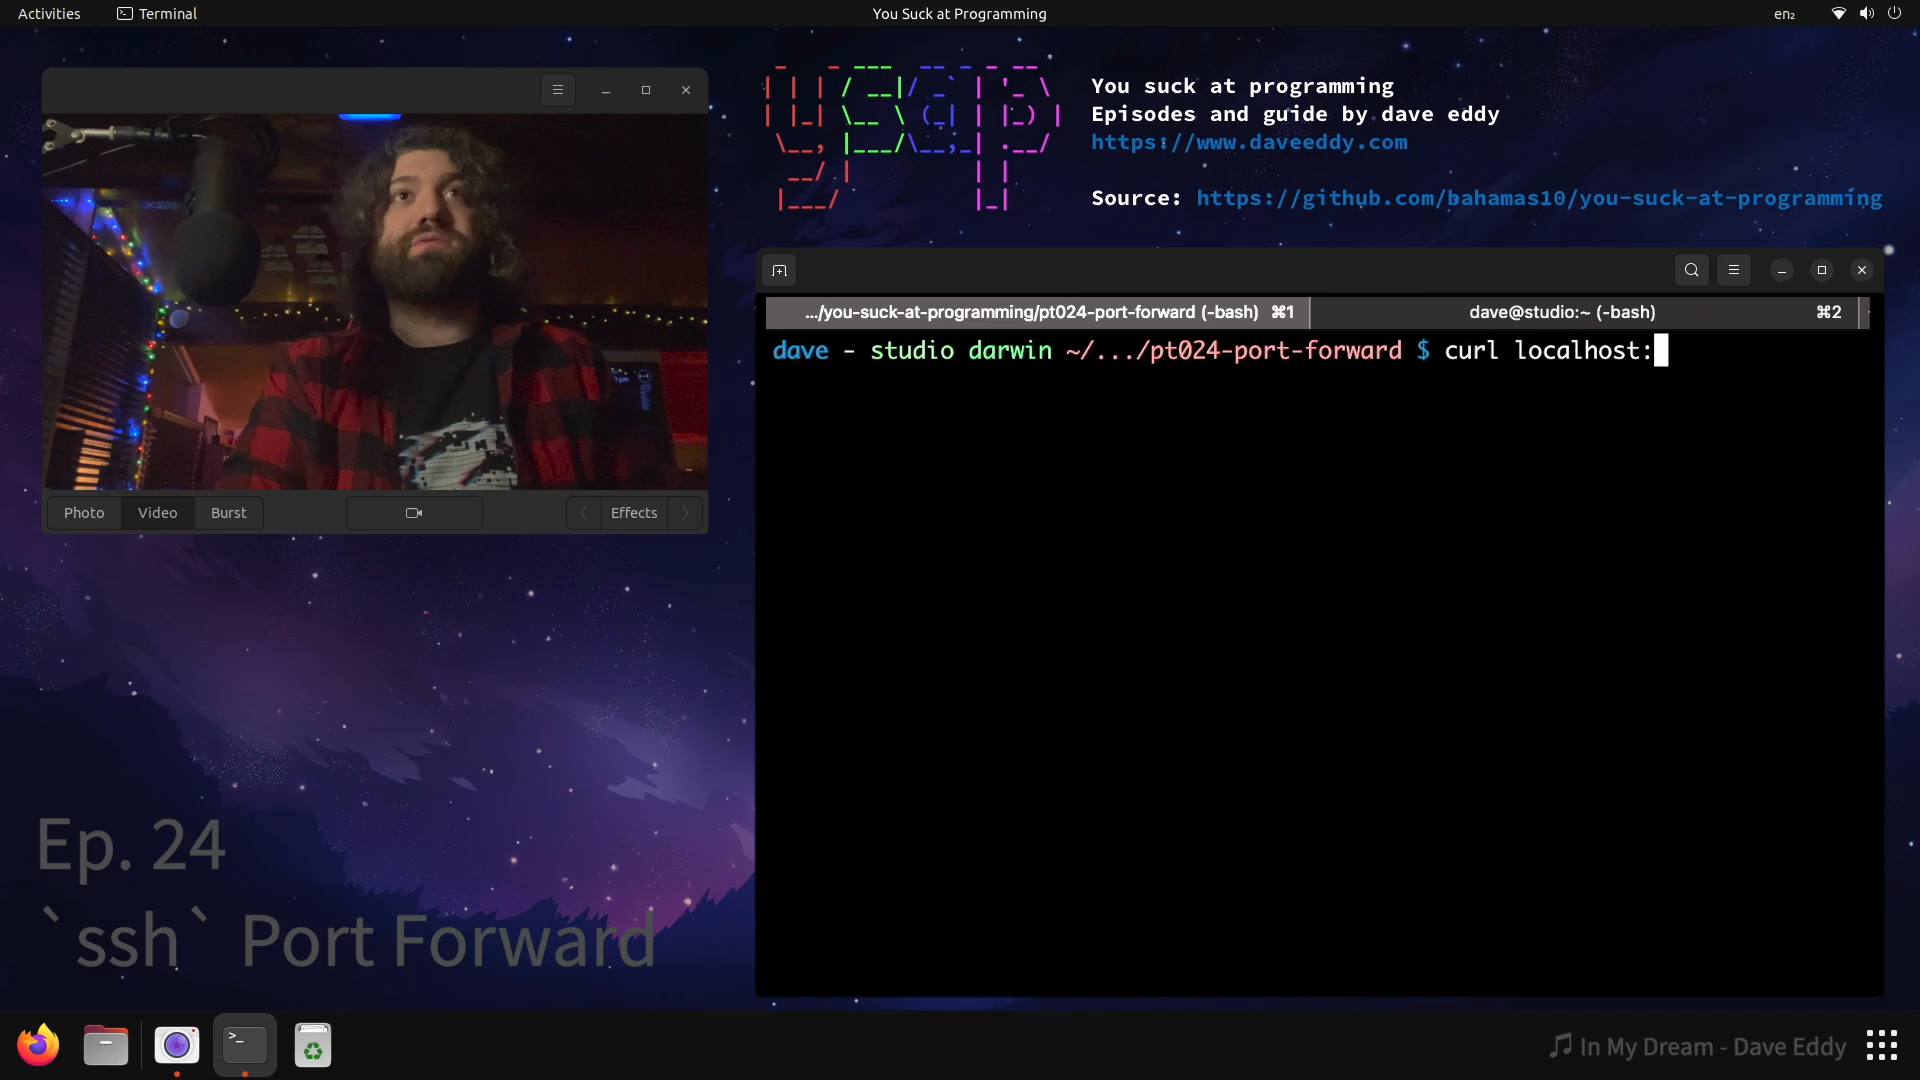 Activities
Terminal
You Suck at Programming
en₂
You suck at programming
Episodes and guide by dave eddy
https://www.daveeddy.com
Source: https://github.com/bahamas10/you-suck-at-programming
.../you-suck-at-programming/pt024-port-forward (-bash) ⌘1
dave@studio:~ (-bash) ⌘2
dave - studio darwin ~/.../pt024-port-forward $ curl localhost:
Photo
Video
Burst
Effects
Ep. 24
`ssh` Port Forward
In My Dream - Dave Eddy